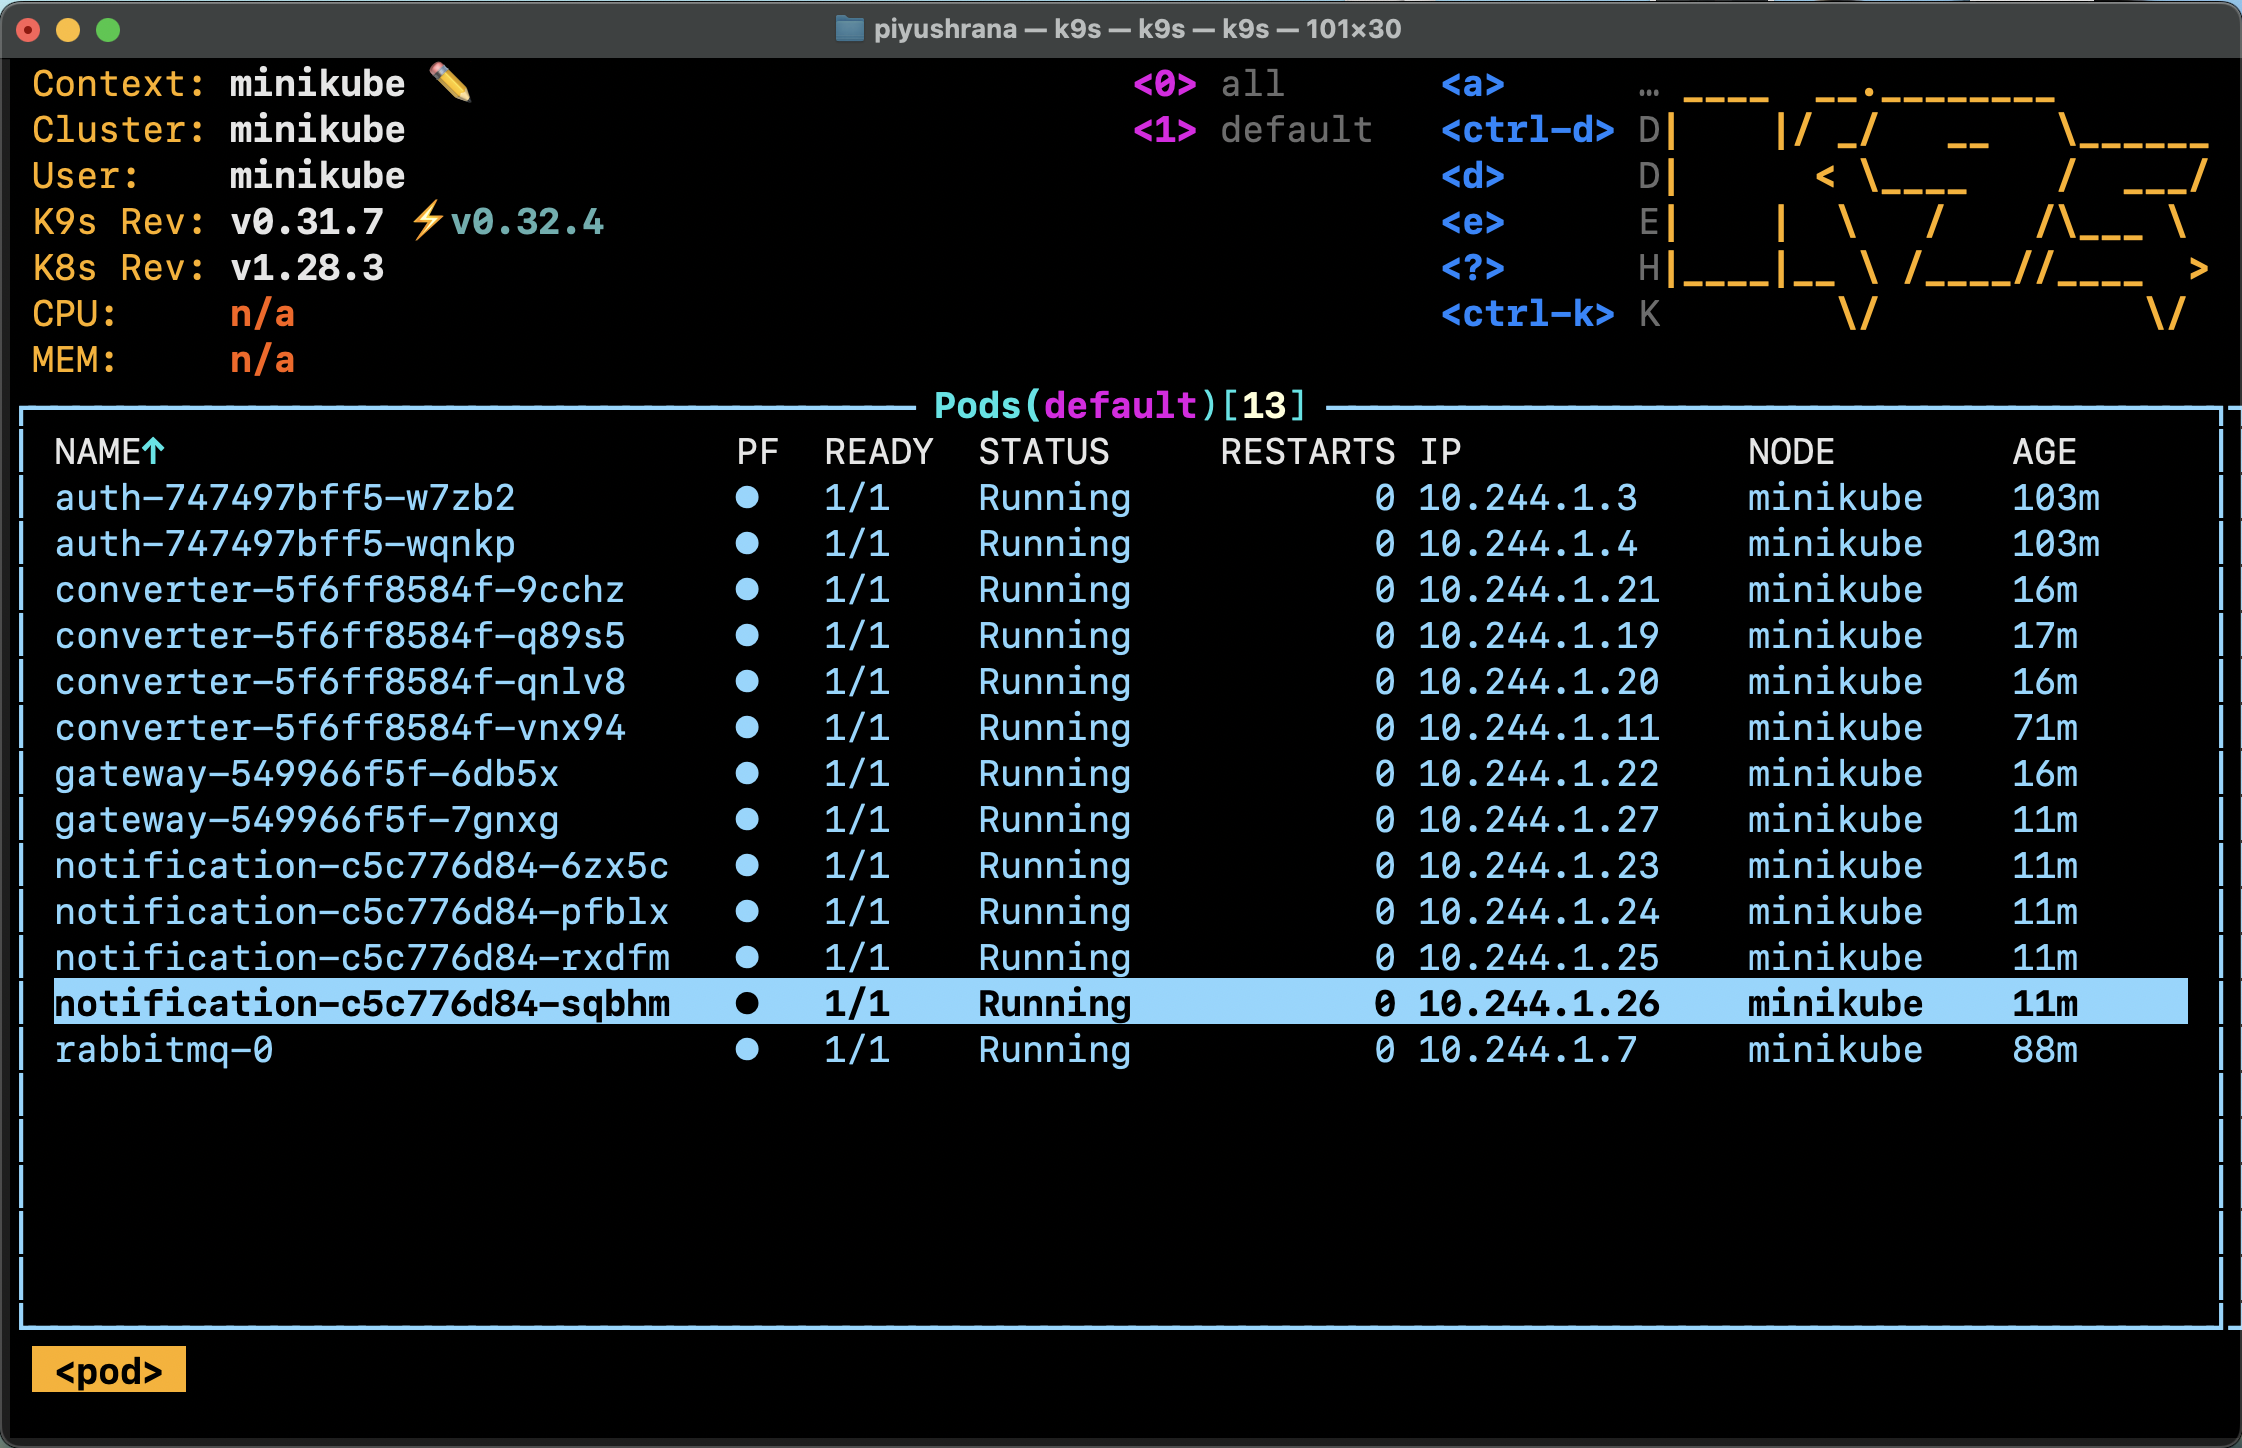 piyushrana — k9s — k9s — k9s — 101×30
Context: minikube ✏️ <0> all <a> …
Cluster: minikube <1> default <ctrl-d> D
User: minikube <d> D
K9s Rev: v0.31.7 ⚡v0.32.4 <e> E
K8s Rev: v1.28.3 <?> H
CPU: n/a <ctrl-k> K
MEM: n/a
Pods(default)[13]
NAME↑ PF READY STATUS RESTARTS IP NODE AGE
auth-747497bff5-w7zb2 ● 1/1 Running 0 10.244.1.3 minikube 103m
auth-747497bff5-wqnkp ● 1/1 Running 0 10.244.1.4 minikube 103m
converter-5f6ff8584f-9cchz ● 1/1 Running 0 10.244.1.21 minikube 16m
converter-5f6ff8584f-q89s5 ● 1/1 Running 0 10.244.1.19 minikube 17m
converter-5f6ff8584f-qnlv8 ● 1/1 Running 0 10.244.1.20 minikube 16m
converter-5f6ff8584f-vnx94 ● 1/1 Running 0 10.244.1.11 minikube 71m
gateway-549966f5f-6db5x ● 1/1 Running 0 10.244.1.22 minikube 16m
gateway-549966f5f-7gnxg ● 1/1 Running 0 10.244.1.27 minikube 11m
notification-c5c776d84-6zx5c ● 1/1 Running 0 10.244.1.23 minikube 11m
notification-c5c776d84-pfblx ● 1/1 Running 0 10.244.1.24 minikube 11m
notification-c5c776d84-rxdfm ● 1/1 Running 0 10.244.1.25 minikube 11m
notification-c5c776d84-sqbhm ● 1/1 Running 0 10.244.1.26 minikube 11m
rabbitmq-0 ● 1/1 Running 0 10.244.1.7 minikube 88m
<pod>